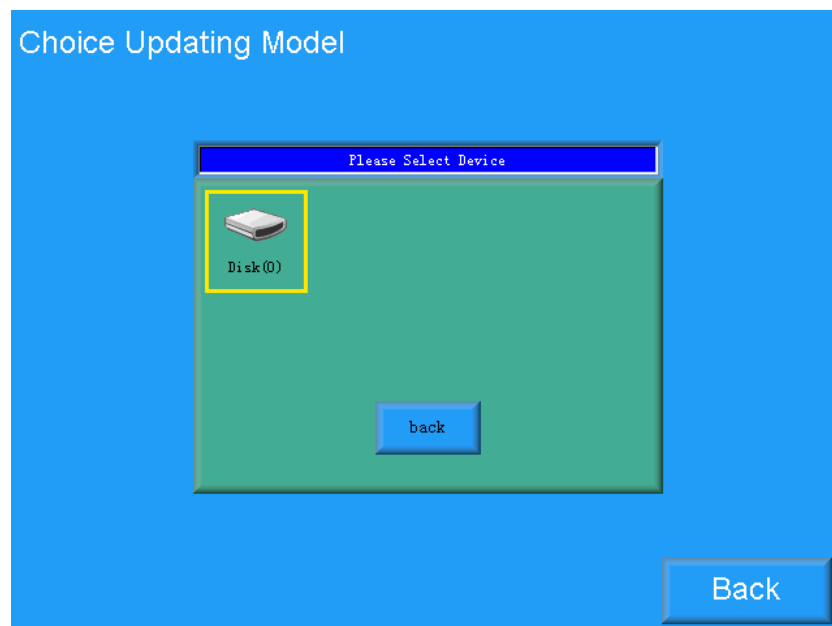 Choice Updating Model
Please Select Device
Disk(0)
back
Back